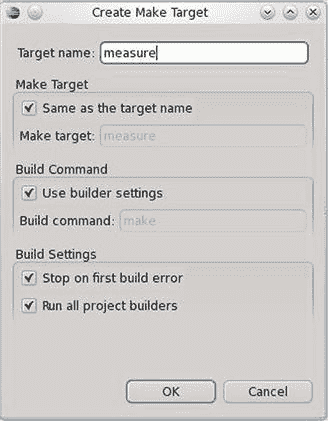 Create Make Target
Target name: measure
Make Target
Same as the target name
Make target: measure
Build Command
Use builder settings
Build command: make
Build Settings
Stop on first build error
Run all project builders
OK Cancel